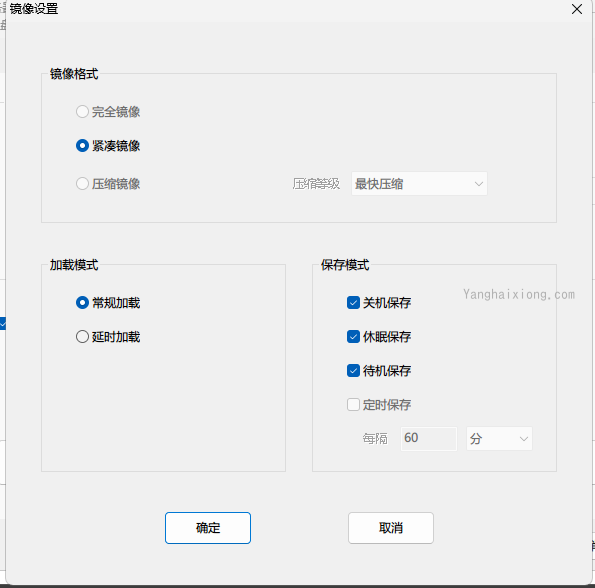 镜像设置
镜像格式
完全镜像
紧凑镜像
压缩镜像 压缩等级 最快压缩
加载模式
常规加载
延时加载
保存模式
Yanghaixiong.com
关机保存
休眠保存
待机保存
定时保存
每隔 60 分
确定 取消